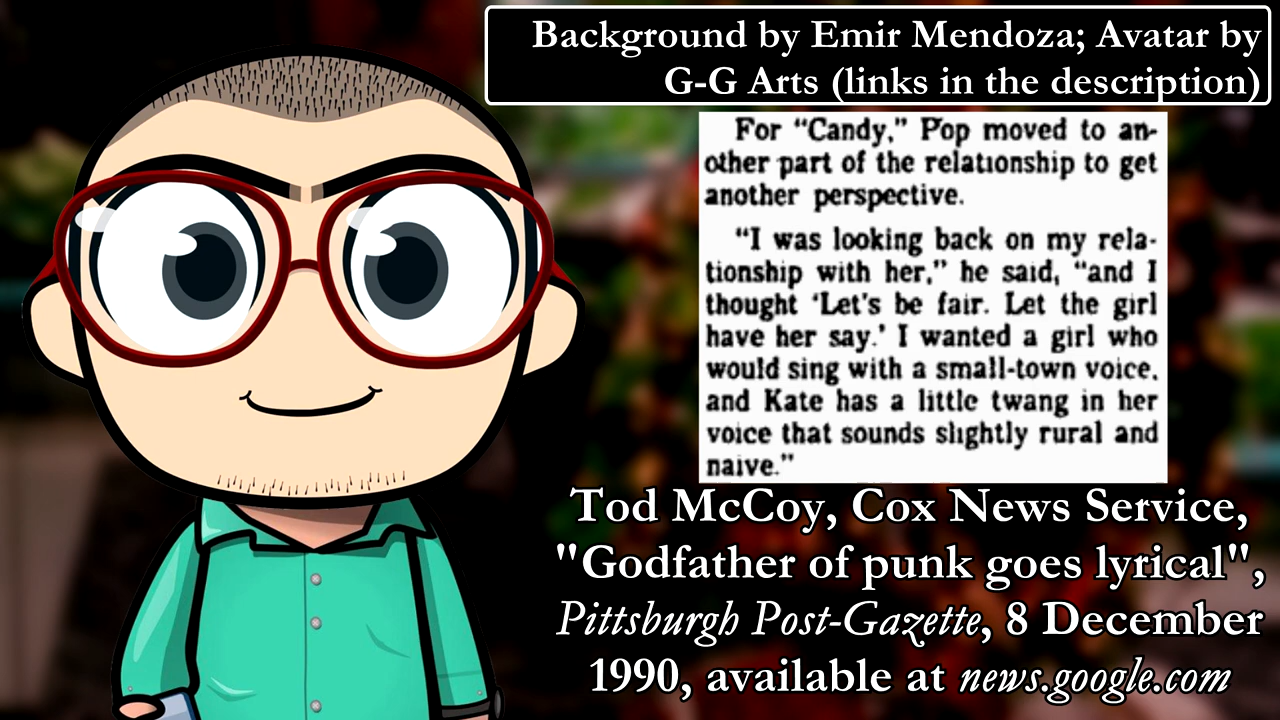 Background by Emir Mendoza; Avatar by
G-G Arts (links in the description)
For “Candy,” Pop moved to an-
other part of the relationship to get
another perspective.
“I was looking back on my rela-
tionship with her,” he said, “and I
thought ‘Let's be fair. Let the girl
have her say.’ I wanted a girl who
would sing with a small-town voice,
and Kate has a little twang in her
voice that sounds slightly rural and
naive.”
Tod McCoy, Cox News Service,
"Godfather of punk goes lyrical",
Pittsburgh Post-Gazette, 8 December
1990, available at news.google.com